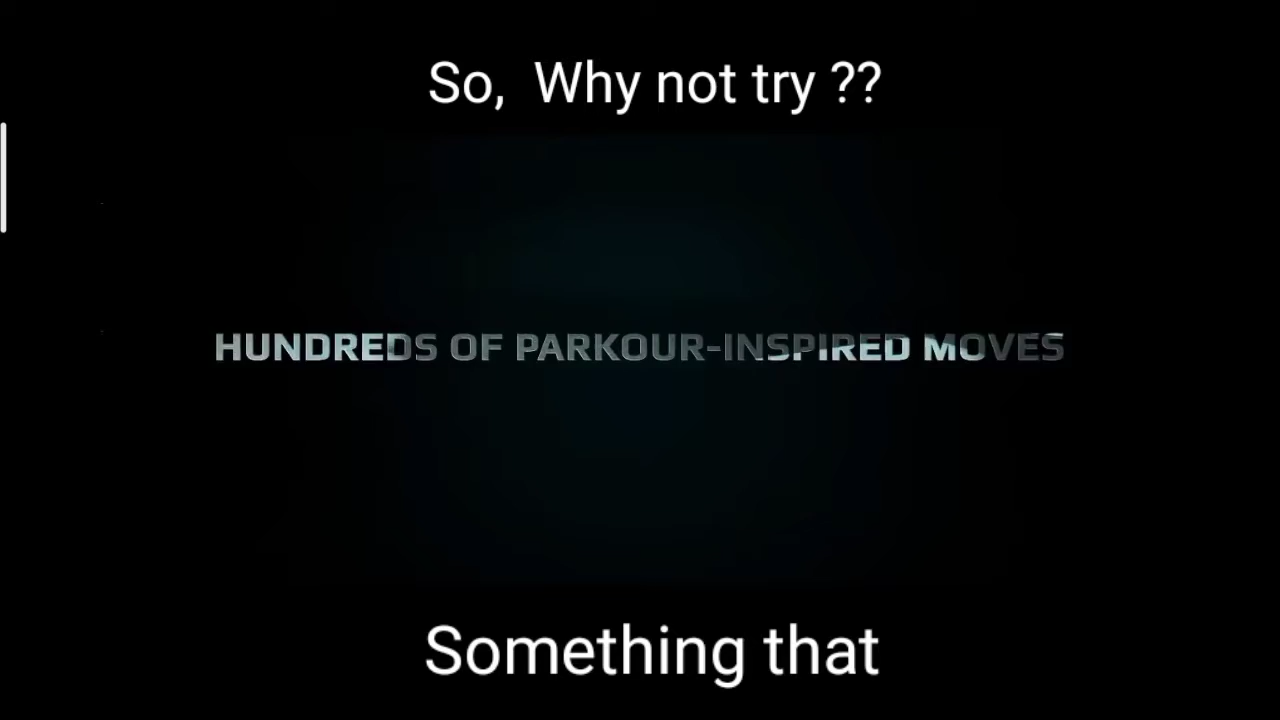 So,  Why not try ??
HUNDREDS OF PARKOUR-INSPIRED MOVES
Something that